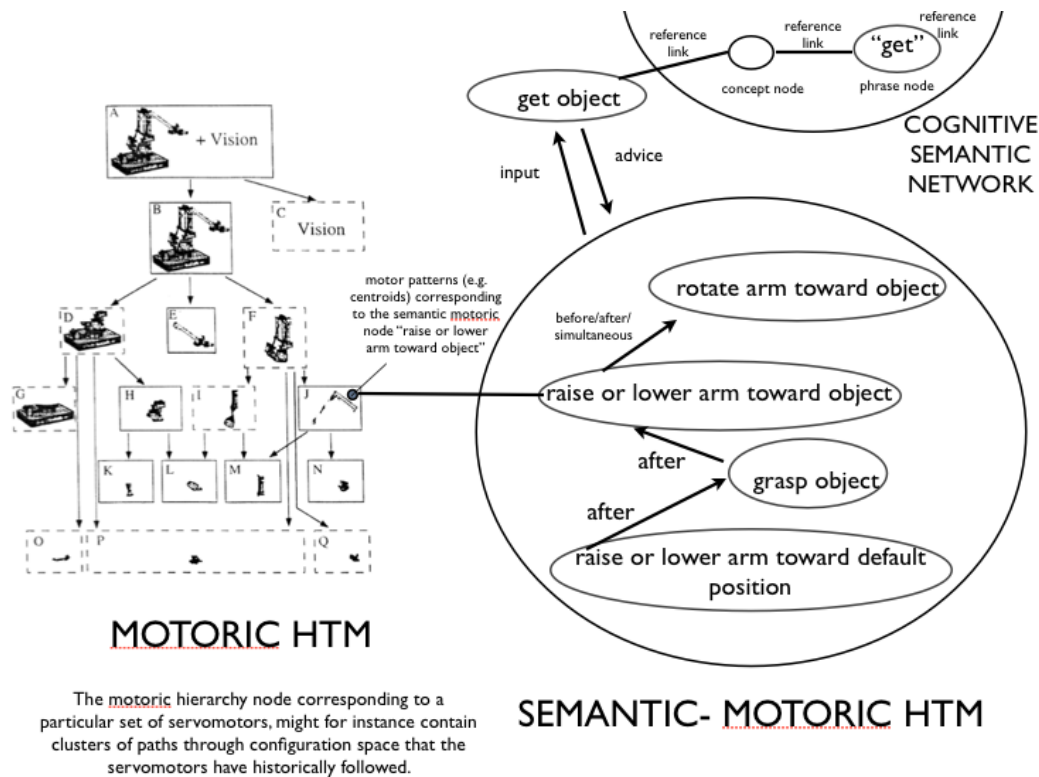 A
+ Vision
B
C
Vision
D
E
F
G
H
I
J
K
L
M
N
O
P
Q
MOTORIC HTM
The motoric hierarchy node corresponding to a
particular set of servomotors, might for instance contain
clusters of paths through configuration space that the
servomotors have historically followed.
motor patterns (e.g.
centroids) corresponding
to the semantic motoric
node "raise or lower
arm toward object"
reference
link
reference
link
reference
link
"get"
concept node
phrase node
get object
COGNITIVE
SEMANTIC
NETWORK
input
advice
rotate arm toward object
before/after/
simultaneous
raise or lower arm toward object
after
grasp object
after
raise or lower arm toward default
position
SEMANTIC- MOTORIC HTM